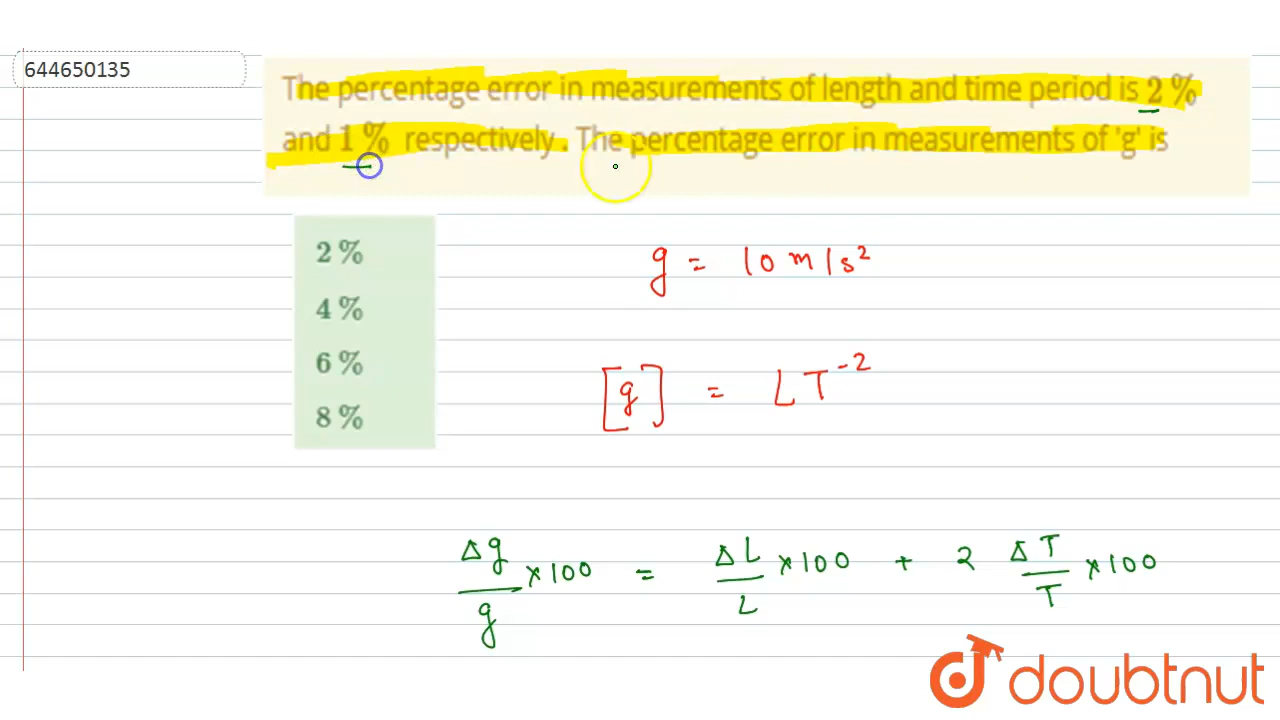 644650135
The percentage error in measurements of length and time period is 2 %
and 1 % respectively . The percentage error in measurements of 'g' is
2 %
4 %
6 %
8 %
g = 10 m/s²
[g] = L T⁻²
Δg/g × 100 = ΔL/L × 100 + 2 ΔT/T × 100
doubtnut